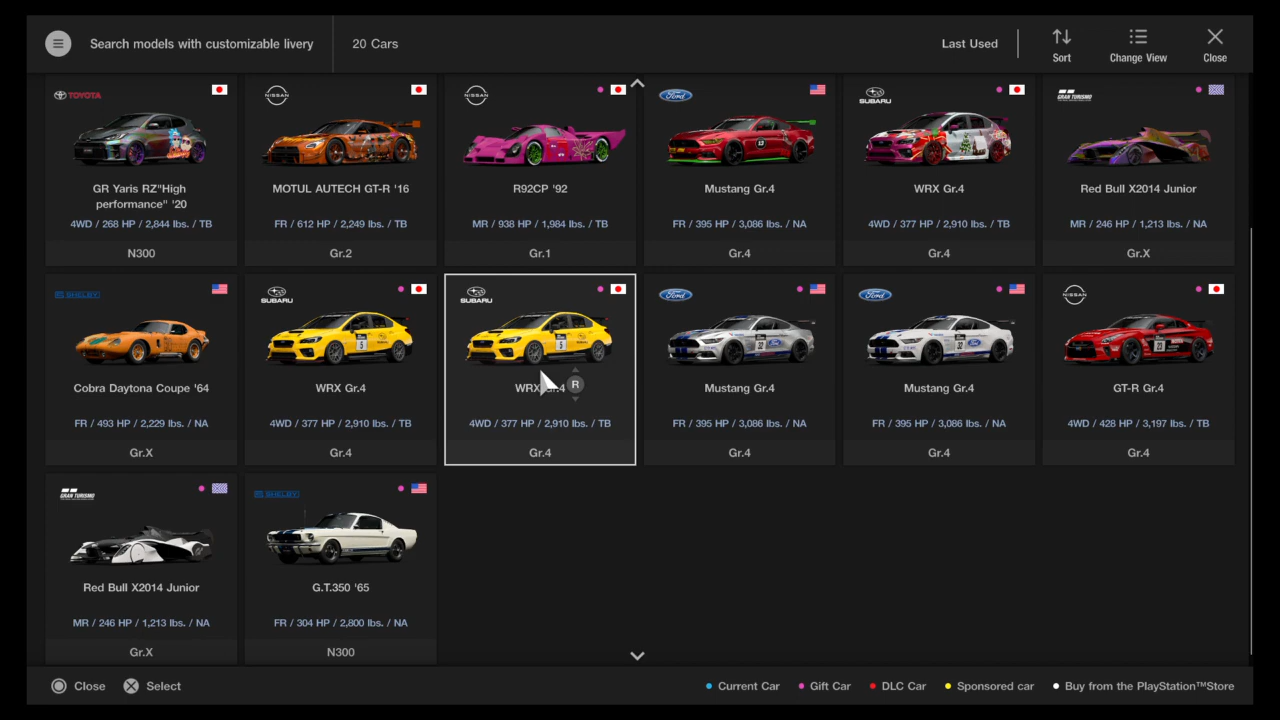 Search models with customizable livery
20 Cars
Last Used
Sort
Change View
Close
TOYOTA
NISSAN
NISSAN
Ford
SUBARU
GRAN TURISMO
GR Yaris RZ"High
performance" '20
MOTUL AUTECH GT-R '16
R92CP '92
Mustang Gr.4
WRX Gr.4
Red Bull X2014 Junior
4WD / 268 HP / 2,844 lbs. / TB
FR / 612 HP / 2,249 lbs. / TB
MR / 938 HP / 1,984 lbs. / TB
FR / 395 HP / 3,086 lbs. / NA
4WD / 377 HP / 2,910 lbs. / TB
MR / 246 HP / 1,213 lbs. / NA
N300
Gr.2
Gr.1
Gr.4
Gr.4
Gr.X
SHELBY
SUBARU
SUBARU
Ford
Ford
NISSAN
Cobra Daytona Coupe '64
WRX Gr.4
WRX Gr.4
R
Mustang Gr.4
Mustang Gr.4
GT-R Gr.4
FR / 493 HP / 2,229 lbs. / NA
4WD / 377 HP / 2,910 lbs. / TB
4WD / 377 HP / 2,910 lbs. / TB
FR / 395 HP / 3,086 lbs. / NA
FR / 395 HP / 3,086 lbs. / NA
4WD / 428 HP / 3,197 lbs. / TB
Gr.X
Gr.4
Gr.4
Gr.4
Gr.4
Gr.4
GRAN TURISMO
SHELBY
Red Bull X2014 Junior
G.T.350 '65
MR / 246 HP / 1,213 lbs. / NA
FR / 304 HP / 2,800 lbs. / NA
Gr.X
N300
Close
Select
Current Car
Gift Car
DLC Car
Sponsored car
Buy from the PlayStation™Store